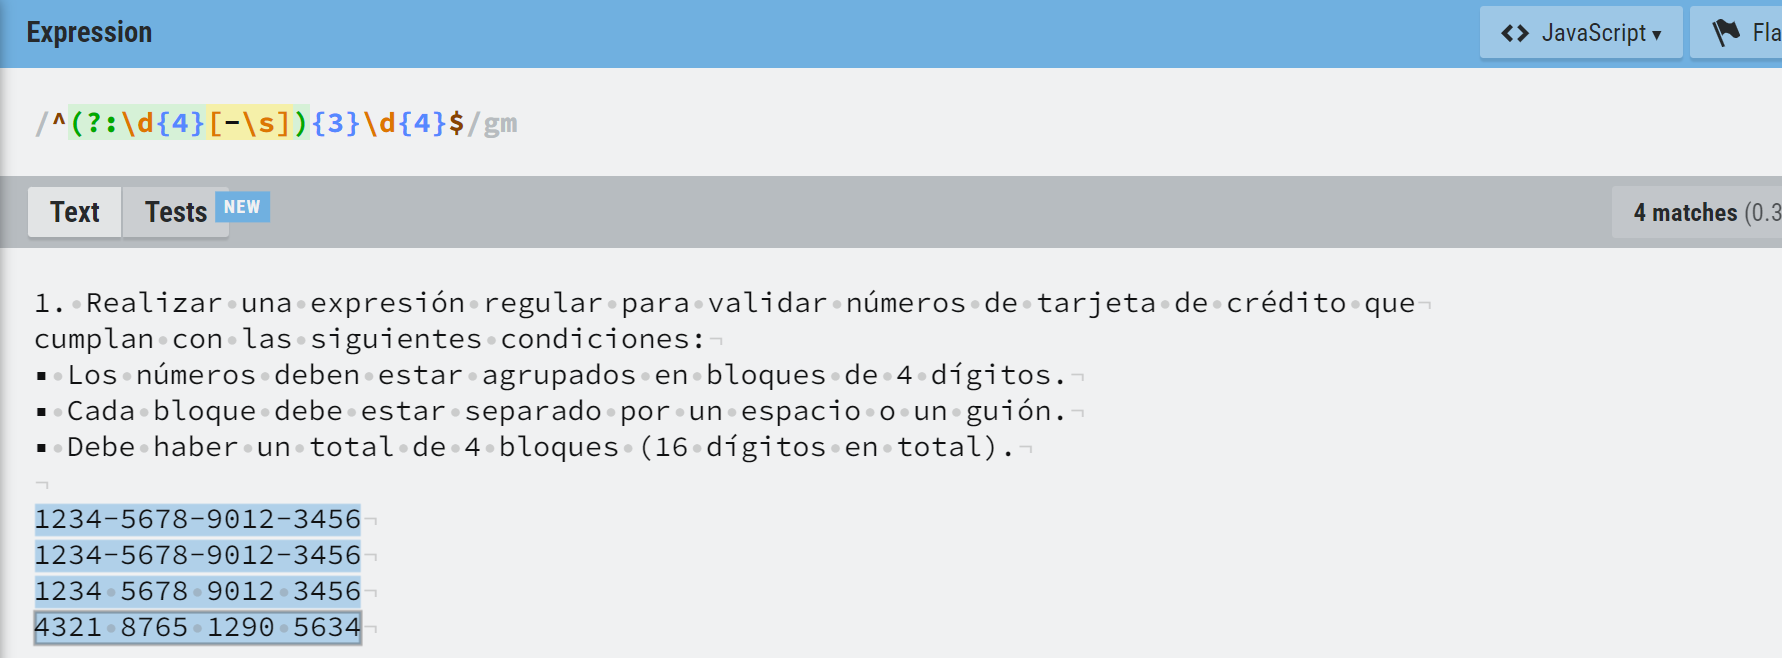 Expression
<> JavaScript ▾
/^(?:\d{4}[-\s]){3}\d{4}$/gm
Text
Tests
NEW
4 matches (0.3
1. Realizar una expresión regular para validar números de tarjeta de crédito que
cumplan con las siguientes condiciones:
▪ Los números deben estar agrupados en bloques de 4 dígitos.
▪ Cada bloque debe estar separado por un espacio o un guión.
▪ Debe haber un total de 4 bloques (16 dígitos en total).
1234-5678-9012-3456
1234-5678-9012-3456
1234 5678 9012 3456
4321 8765 1290 5634